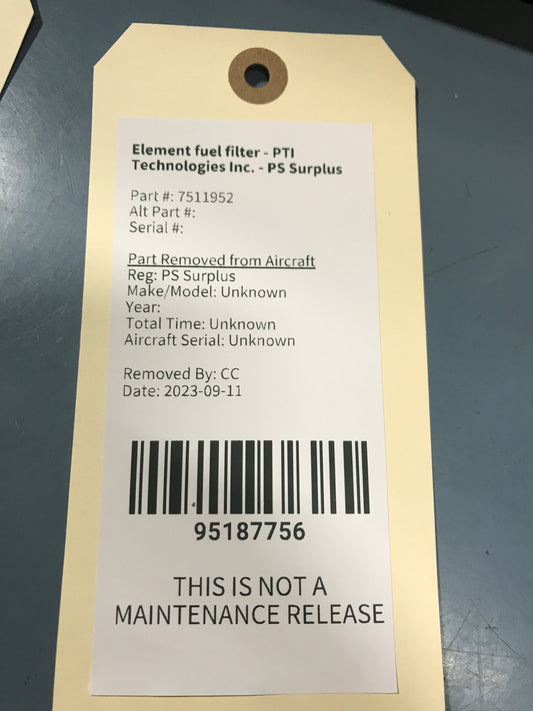 Element fuel filter - PTI
Technologies Inc. - PS Surplus
Part #: 7511952
Alt Part #:
Serial #:
Part Removed from Aircraft
Reg: PS Surplus
Make/Model: Unknown
Year:
Total Time: Unknown
Aircraft Serial: Unknown
Removed By: CC
Date: 2023-09-11
95187756
THIS IS NOT A
MAINTENANCE RELEASE